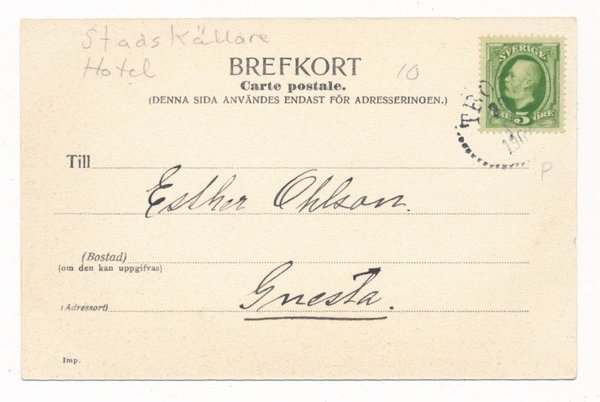 Stadskällare
Hotel
BREFKORT
Carte postale.
(DENNA SIDA ANVÄNDES ENDAST FÖR ADRESSERINGEN.)
10
SVERIGE
5 ÖRE
P
Till
Esther Ohlson.
(Bostad)
(om den kan uppgifvas)
(Adressort)
Gnesta.
Imp.